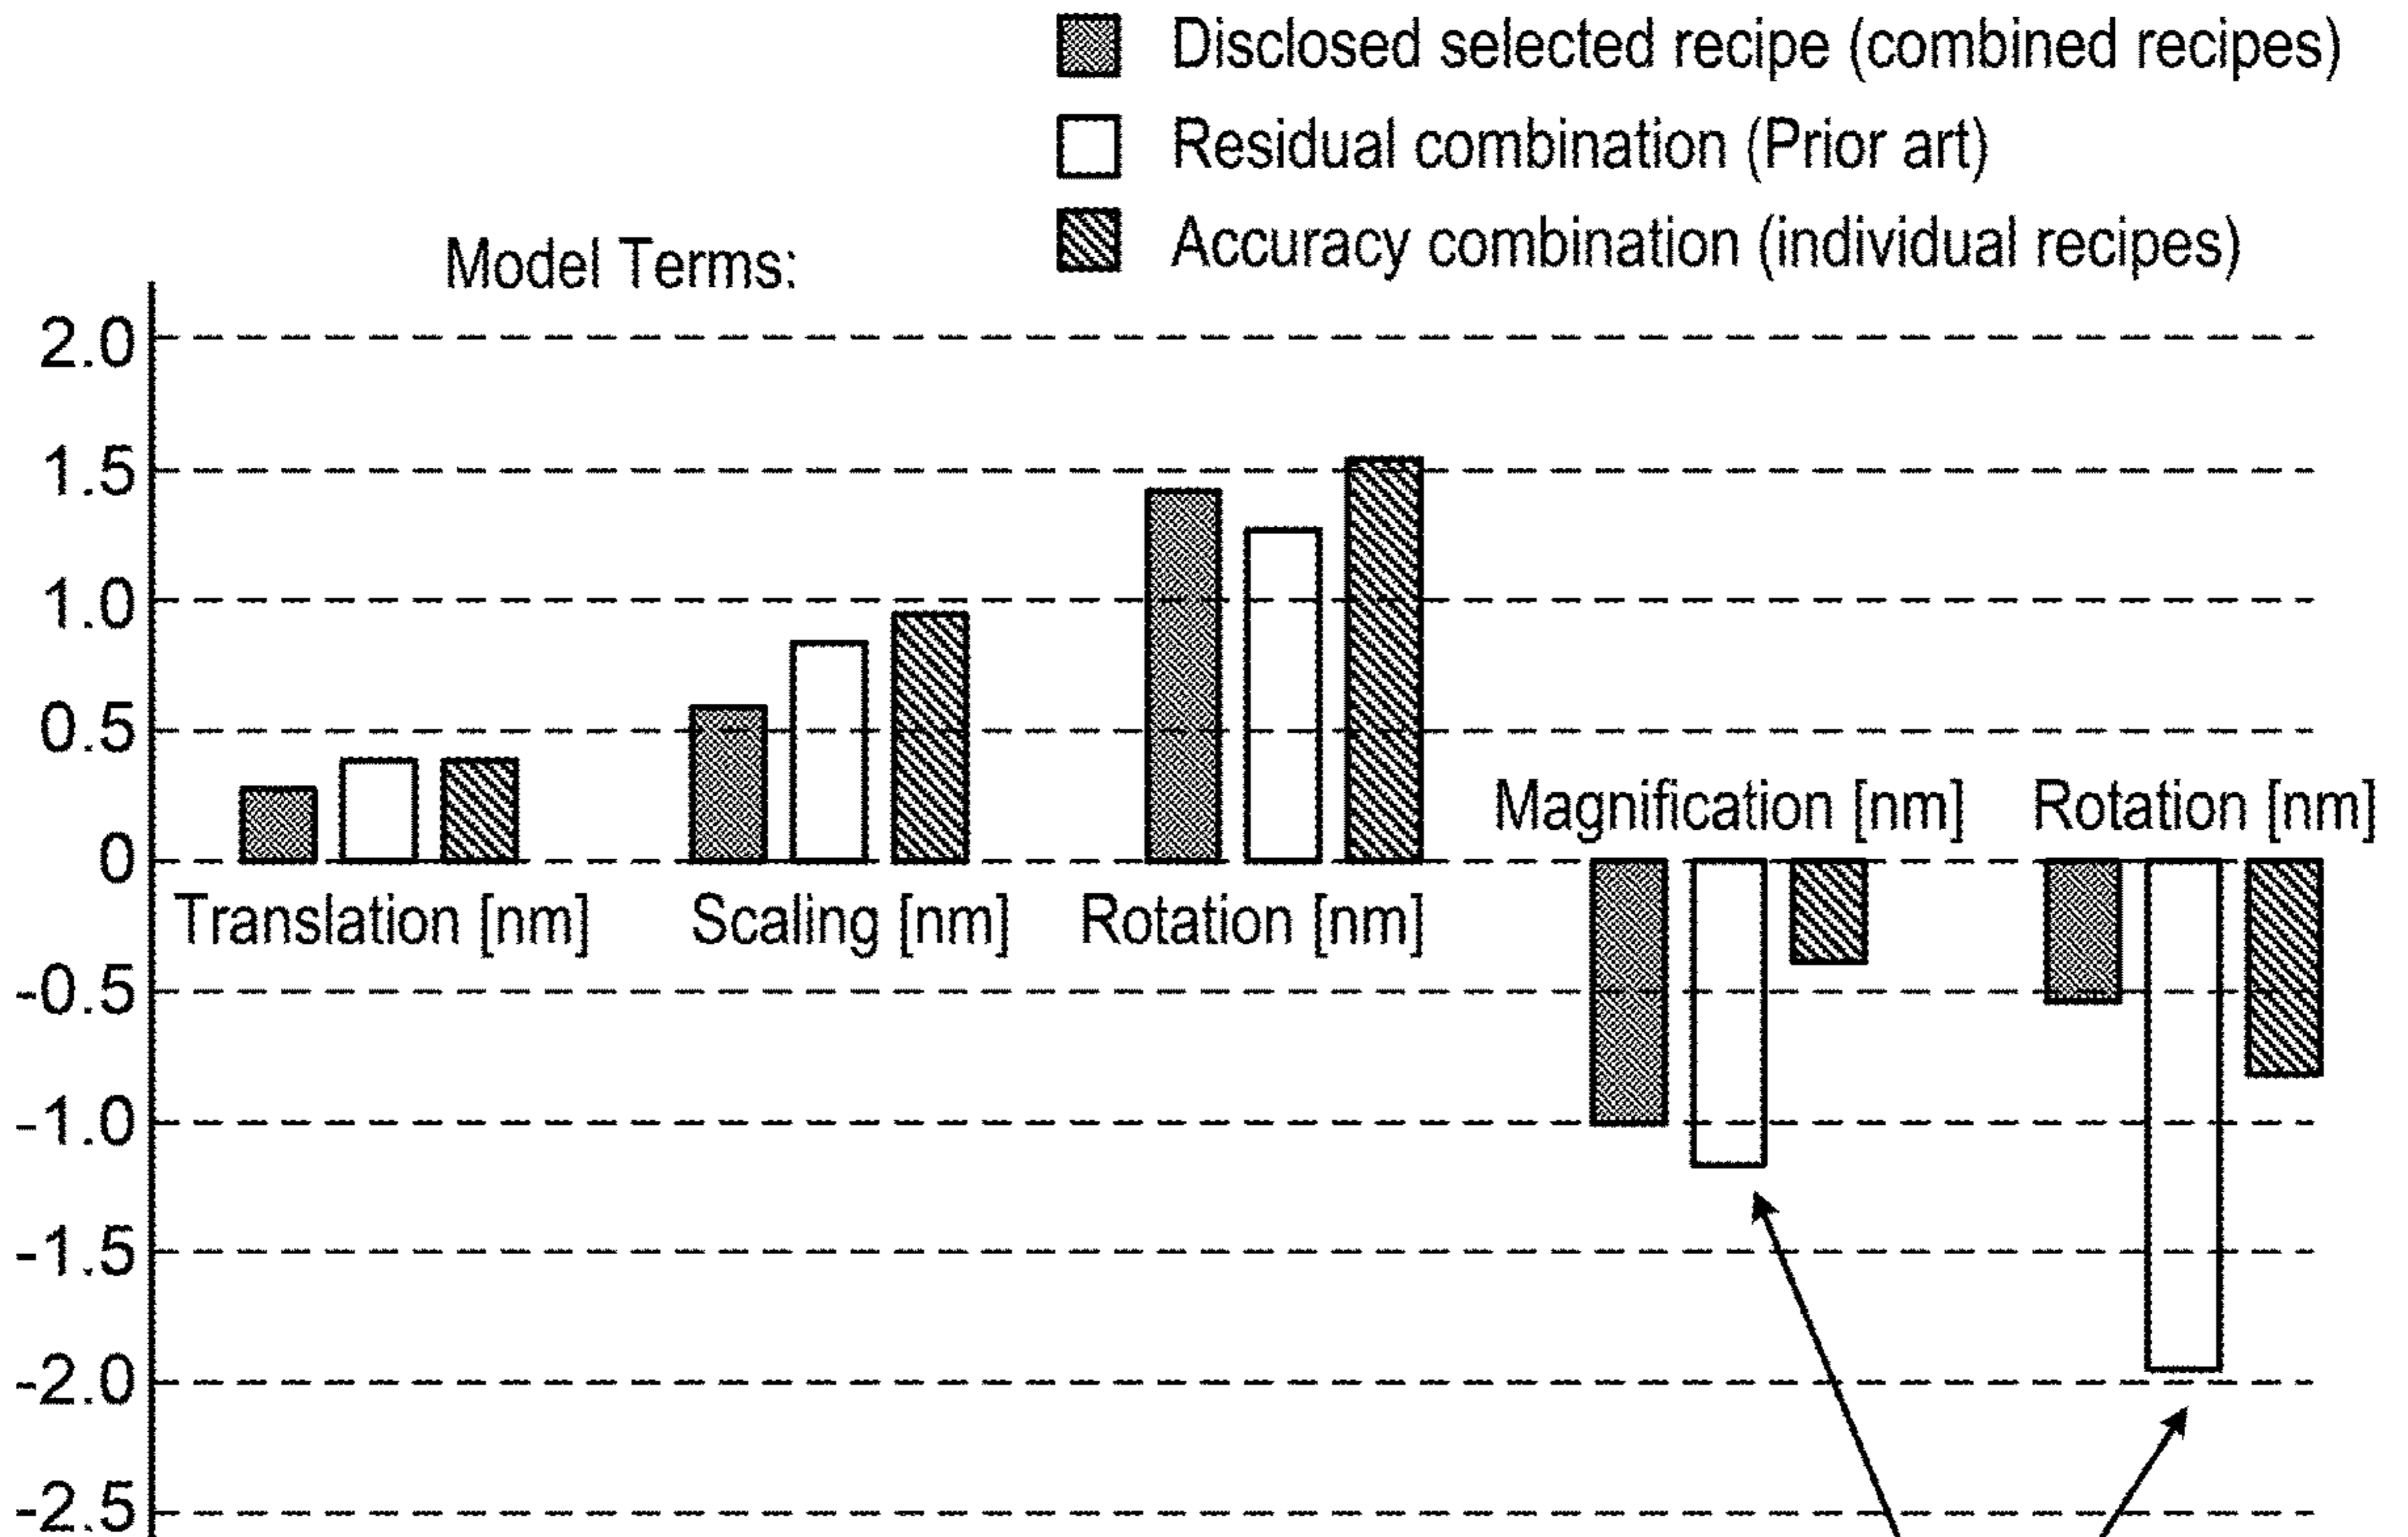 Disclosed selected recipe (combined recipes)
Residual combination (Prior art)
Accuracy combination (individual recipes)
Model Terms:
2.0
1.5
1.0
0.5
0
Magnification [nm]
Rotation [nm]
Translation [nm]
Scaling [nm]
Rotation [nm]
-0.5
-1.0
-1.5
-2.0
-2.5